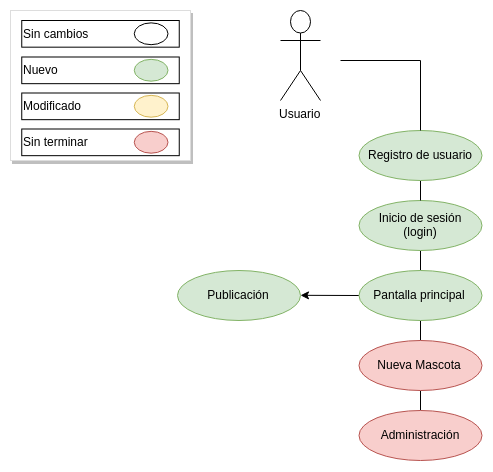 Sin cambios
Nuevo
Modificado
Sin terminar
Usuario
Registro de usuario
Inicio de sesión
(login)
Publicación
Pantalla principal
Nueva Mascota
Administración